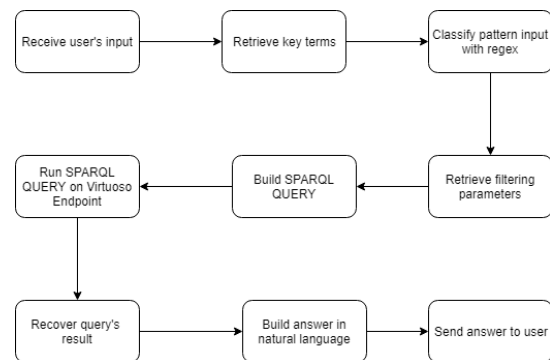 Receive user's input
Retrieve key terms
Classify pattern input
with regex
Retrieve filtering
parameters
Build SPARQL
QUERY
Run SPARQL
QUERY on Virtuoso
Endpoint
Recover query's
result
Build answer in
natural language
Send answer to user